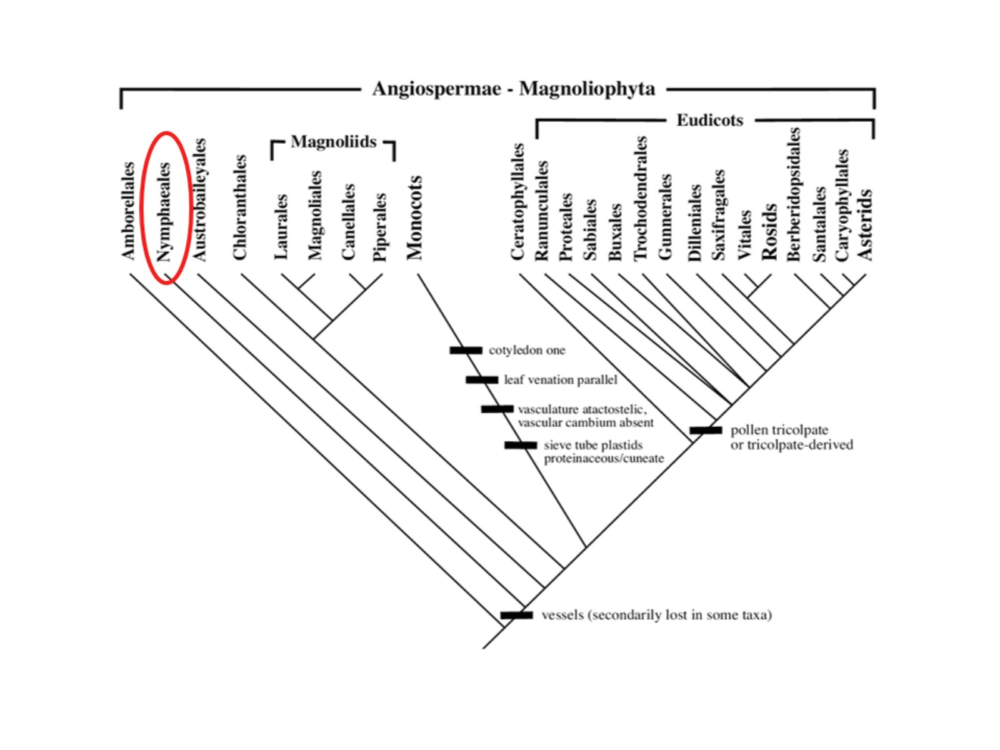 Angiospermae - Magnoliophyta
Eudicots
Magnoliids
Amborellales
Nymphaeales
Austrobaileyales
Chloranthales
Laurales
Magnoliales
Canellales
Piperales
Monocots
Ceratophyllales
Ranunculales
Proteales
Sabiales
Buxales
Trochodendrales
Gunnerales
Dilleniales
Saxifragales
Vitales
Rosids
Berberidopsidales
Santalales
Caryophyllales
Asterids
cotyledon one
leaf venation parallel
vasculature atactostelic,
vascular cambium absent
sieve tube plastids
proteinaceous/cuneate
pollen tricolpate
or tricolpate-derived
vessels (secondarily lost in some taxa)